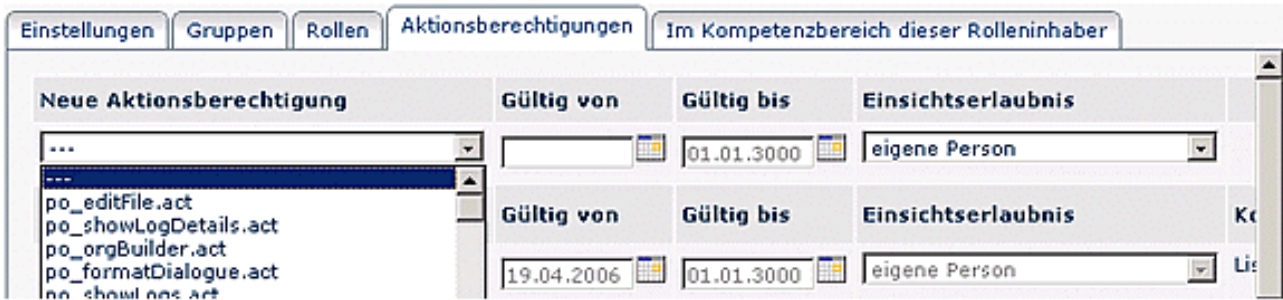 Einstellungen Gruppen Rollen Aktionsberechtigungen Im Kompetenzbereich dieser Rolleninhaber
Neue Aktionsberechtigung Gültig von Gültig bis Einsichtserlaubnis
--- 01.01.3000 eigene Person
---
po_editFile.act
po_showLogDetails.act Gültig von Gültig bis Einsichtserlaubnis
po_orgBuilder.act
po_formatDialogue.act 19.04.2006 01.01.3000 eigene Person
po_showLogs.act